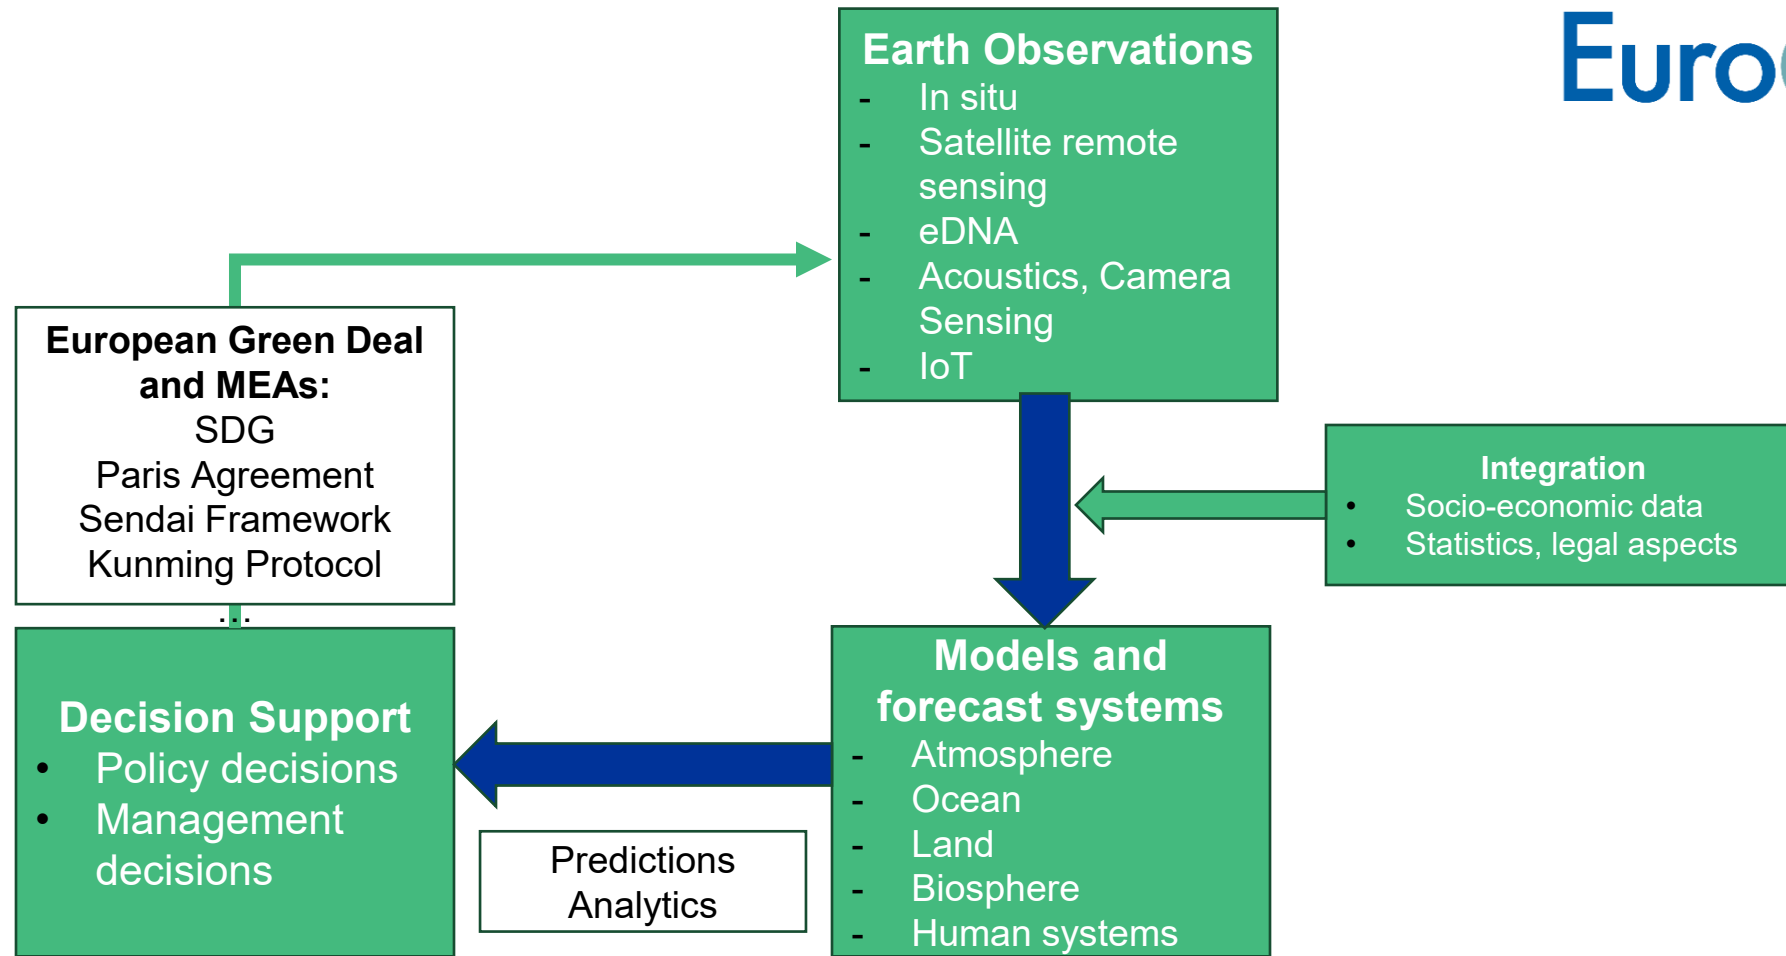 Euro
Earth Observations
- In situ
- Satellite remote
sensing
- eDNA
- Acoustics, Camera
Sensing
- IoT
European Green Deal
and MEAs:
SDG
Paris Agreement
Sendai Framework
Kunming Protocol
...
Integration
• Socio-economic data
• Statistics, legal aspects
Decision Support
• Policy decisions
• Management
decisions
Predictions
Analytics
Models and
forecast systems
- Atmosphere
- Ocean
- Land
- Biosphere
- Human systems